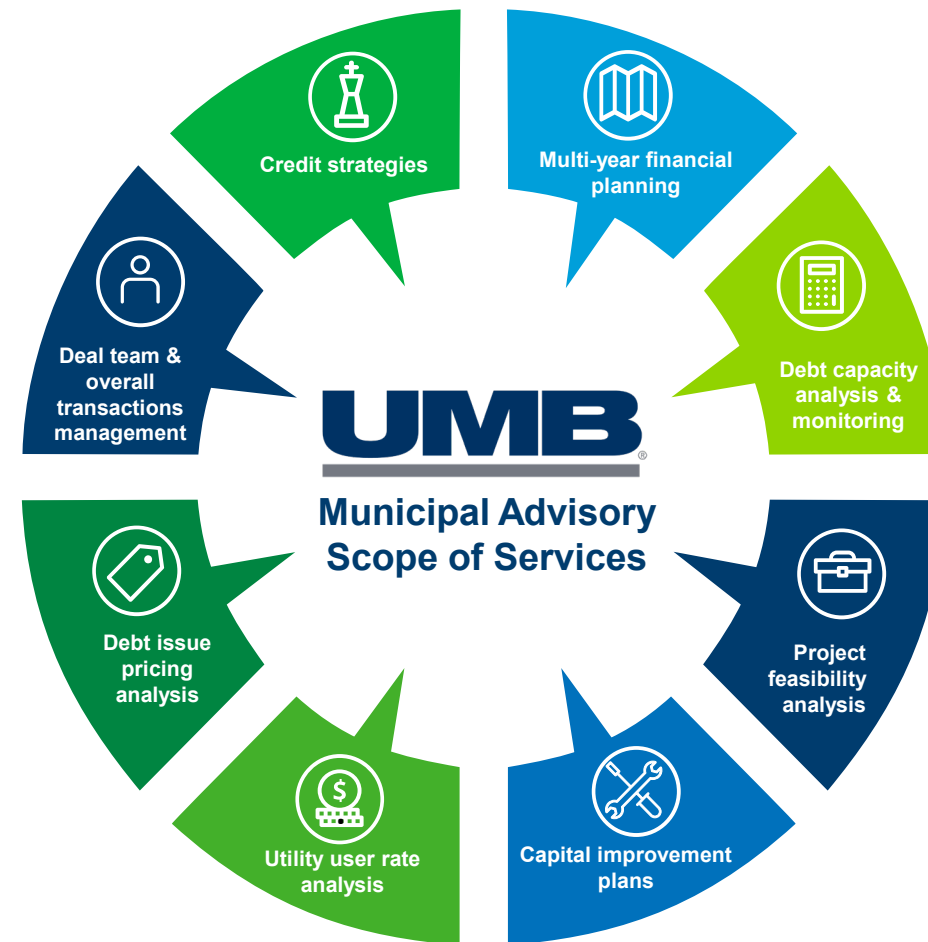 Credit strategies
Multi-year financial
planning
Debt capacity
analysis &
monitoring
Project
feasibility
analysis
Capital improvement
plans
$
Utility user rate
analysis
Debt issue
pricing
analysis
Deal team &
overall
transactions
management
UMB®
Municipal Advisory
Scope of Services